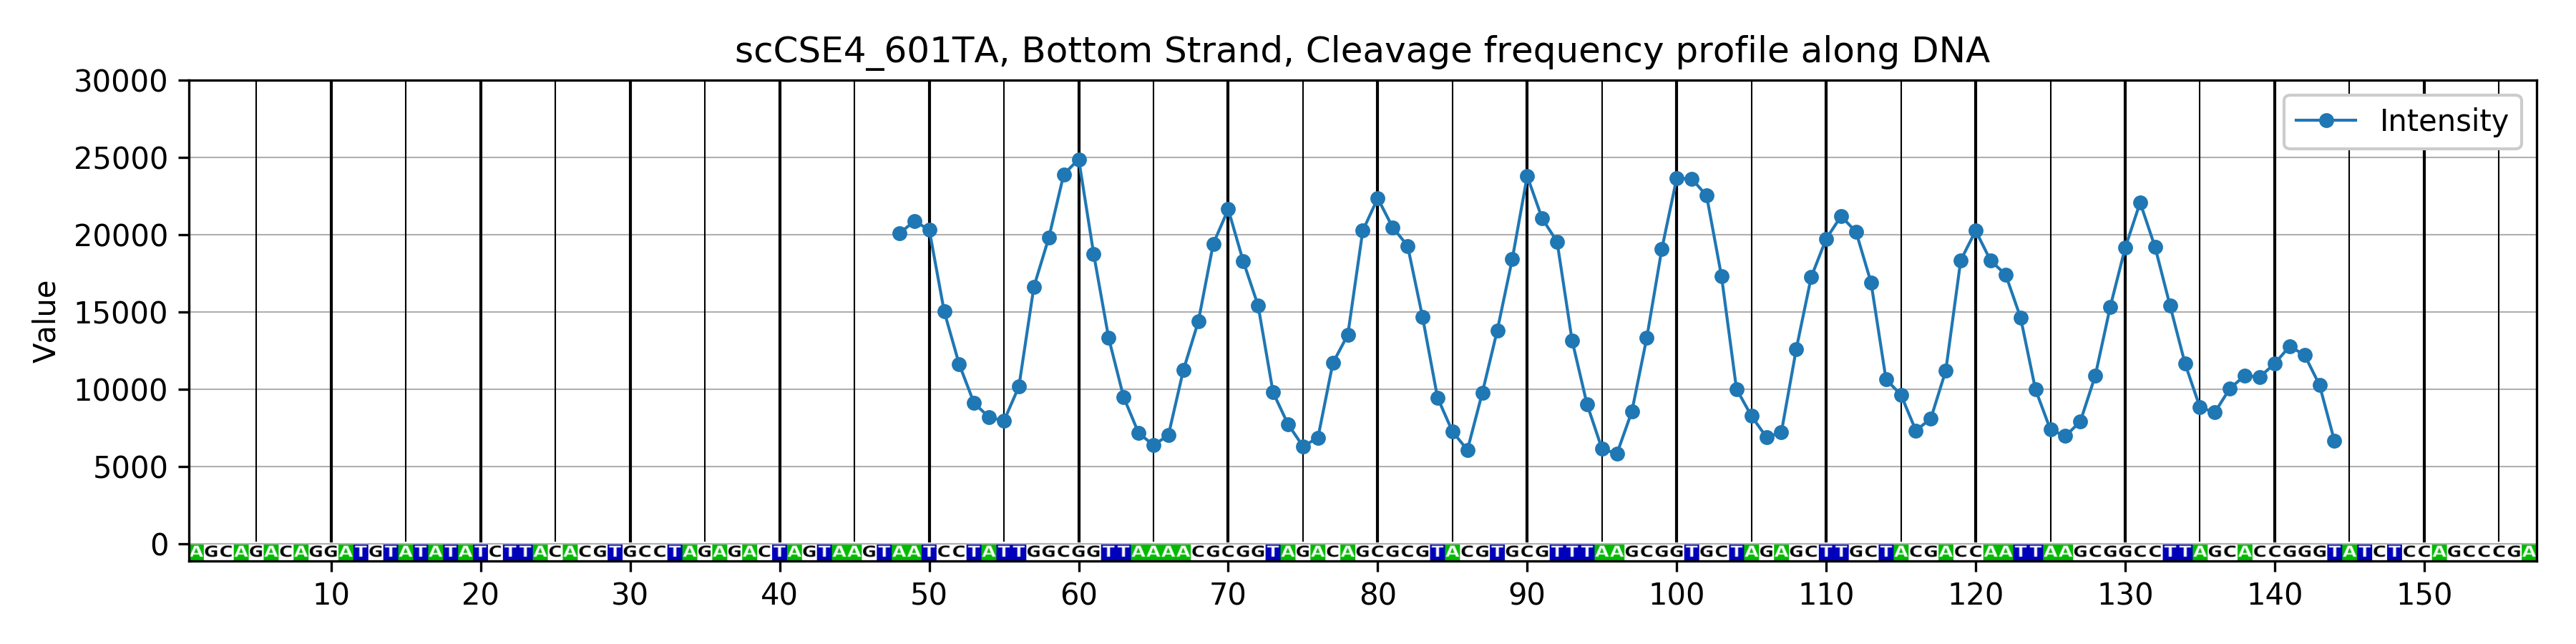 scCSE4_601TA, Bottom Strand, Cleavage frequency profile along DNA
Value
30000
25000
20000
15000
10000
5000
0
Intensity
AGCAGACAGGATGTATATATCTTACACGTGCCTAGAGACTAGTAAGTAATCCTATTGGCGGTTAAAACGCGGTAGACAGCGCGTACGTGCGTTTAAGCGGTGCTAGAGCTTGCTACGACCAATTAAGCGGCCTTAGCACCGGGTATCTCCAGCCCGA
10 20 30 40 50 60 70 80 90 100 110 120 130 140 150